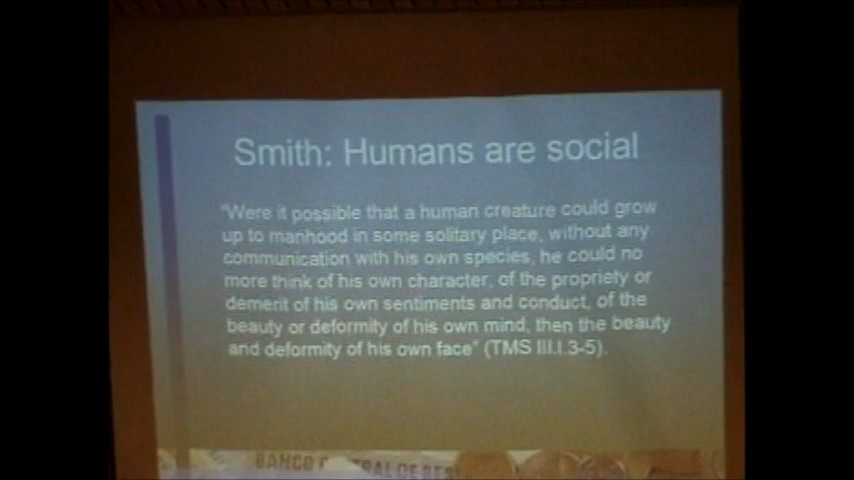 Smith: Humans are social
"Were it possible that a human creature could grow
up to manhood in some solitary place, without any
communication with his own species, he could no
more think of his own character, of the propriety or
demerit of his own sentiments and conduct, of the
beauty or deformity of his own mind, then the beauty
and deformity of his own face" (TMS III.I.3-5).
BANCO
DE